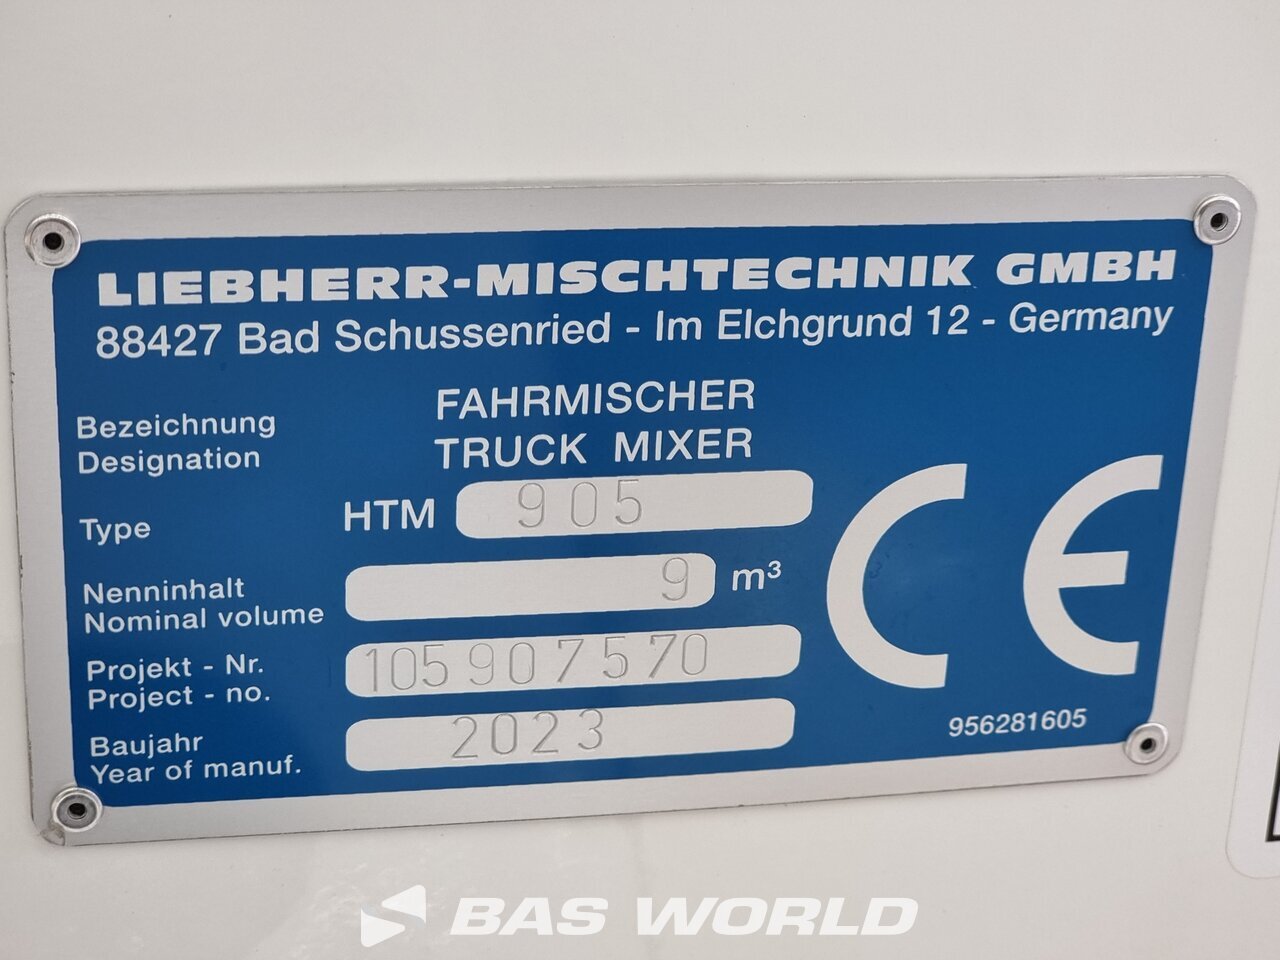 LIEBHERR-MISCHTECHNIK GMBH
88427 Bad Schussenried - Im Elchgrund 12 - Germany
Bezeichnung FAHRMISCHER
Designation TRUCK MIXER
Type HTM 905
Nenninhalt
Nominal volume 9 m³
Projekt - Nr.
Project - no. 105907570
Baujahr
Year of manuf. 2023
CE
956281605
BAS WORLD